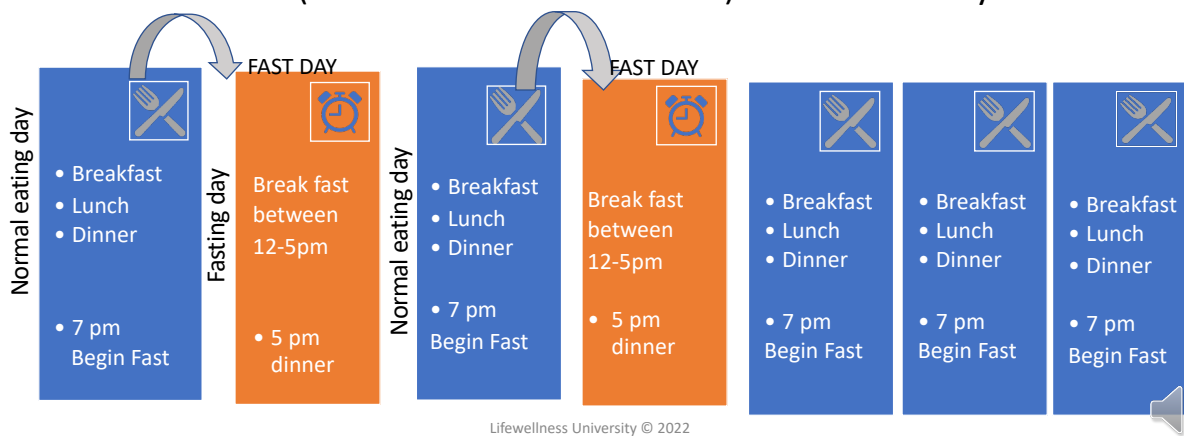 FAST DAY
FAST DAY
Normal eating day
• Breakfast
• Lunch
• Dinner
• 7 pm
Begin Fast
Fasting day
Break fast
between
12-5pm
• 5 pm
dinner
Normal eating day
• Breakfast
• Lunch
• Dinner
• 7 pm
Begin Fast
Break fast
between
12-5pm
• 5 pm
dinner
• Breakfast
• Lunch
• Dinner
• 7 pm
Begin Fast
• Breakfast
• Lunch
• Dinner
• 7 pm
Begin Fast
• Breakfast
• Lunch
• Dinner
• 7 pm
Begin Fast
Lifewellness University © 2022